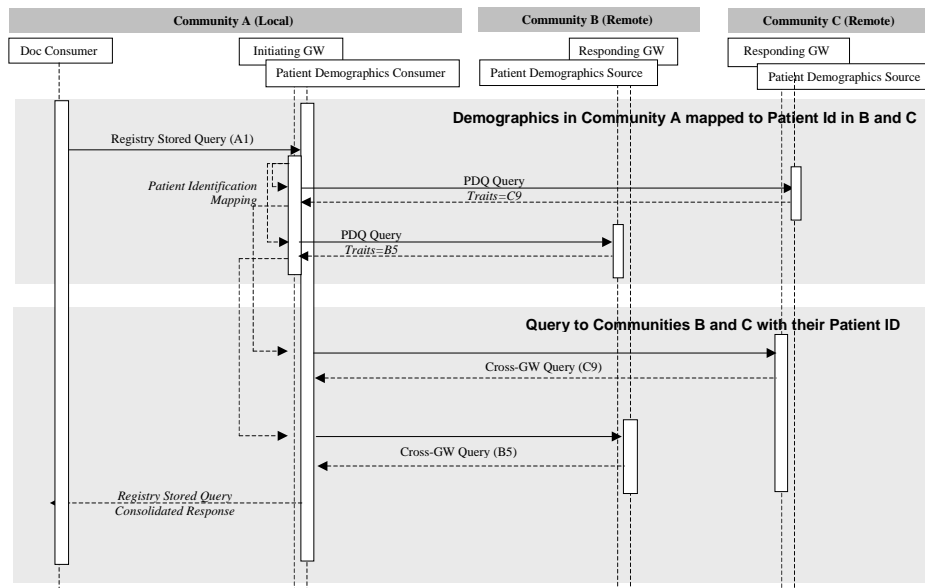 Community A (Local)
Community B (Remote)
Community C (Remote)
Doc Consumer
Initiating GW
Responding GW
Responding GW
Patient Demographics Consumer
Patient Demographics Source
Patient Demographics Source
Demographics in Community A mapped to Patient Id in B and C
Registry Stored Query (A1)
Patient Identification
Mapping
PDQ Query
Traits=C9
PDQ Query
Traits=B5
Query to Communities B and C with their Patient ID
Cross-GW Query (C9)
Cross-GW Query (B5)
Registry Stored Query
Consolidated Response